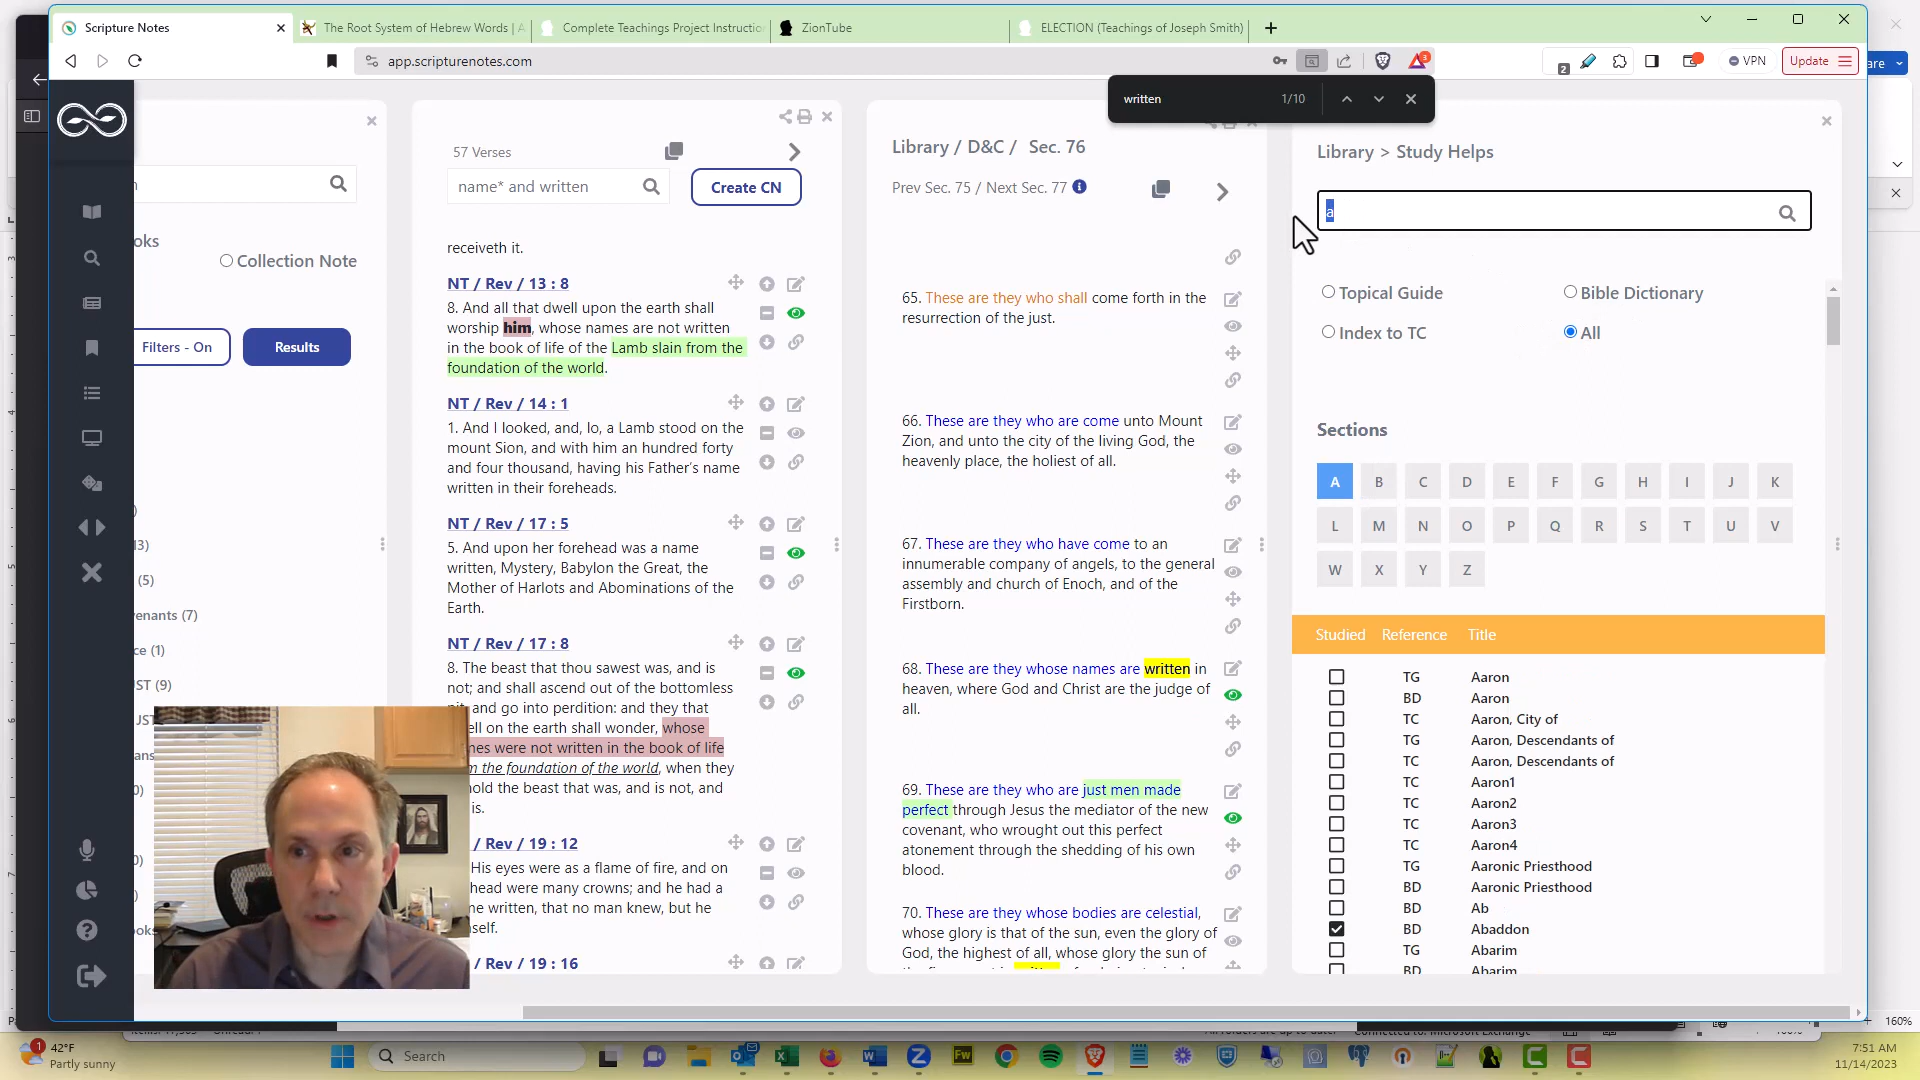 Scripture Notes
The Root System of Hebrew Words | A
Complete Teachings Project Instructio
ZionTube
ELECTION (Teachings of Joseph Smith)
app.scripturenotes.com
2
3
VPN
Update
written
1/10
Filters - On
Results
Collection Note
ooks
13)
(5)
venants (7)
ce (1)
UST (9)
57 Verses
name* and written
Create CN
receiveth it.
NT / Rev / 13 : 8
8. And all that dwell upon the earth shall
worship him, whose names are not written
in the book of life of the Lamb slain from the
foundation of the world.
NT / Rev / 14 : 1
1. And I looked, and, lo, a Lamb stood on the
mount Sion, and with him an hundred forty
and four thousand, having his Father's name
written in their foreheads.
NT / Rev / 17 : 5
5. And upon her forehead was a name
written, Mystery, Babylon the Great, the
Mother of Harlots and Abominations of the
Earth.
NT / Rev / 17 : 8
8. The beast that thou sawest was, and is
not; and shall ascend out of the bottomless
and go into perdition: and they that
ell on the earth shall wonder, whose
mes were not written in the book of life
m the foundation of the world, when they
old the beast that was, and is not, and
is.
/ Rev / 19 : 12
His eyes were as a flame of fire, and on
head were many crowns; and he had a
me written, that no man knew, but he
mself.
/ Rev / 19 : 16
Library / D&C / Sec. 76
Prev Sec. 75 / Next Sec. 77
65. These are they who shall come forth in the
resurrection of the just.
66. These are they who are come unto Mount
Zion, and unto the city of the living God, the
heavenly place, the holiest of all.
67. These are they who have come to an
innumerable company of angels, to the general
assembly and church of Enoch, and of the
Firstborn.
68. These are they whose names are written in
heaven, where God and Christ are the judge of
all.
69. These are they who are just men made
perfect through Jesus the mediator of the new
covenant, who wrought out this perfect
atonement through the shedding of his own
blood.
70. These are they whose bodies are celestial,
whose glory is that of the sun, even the glory of
God, the highest of all, whose glory the sun of
Library > Study Helps
a
Topical Guide
Bible Dictionary
Index to TC
All
Sections
A B C D E F G H I J K
L M N O P Q R S T U V
W X Y Z
Studied Reference Title
TG Aaron
BD Aaron
TC Aaron, City of
TG Aaron, Descendants of
TC Aaron, Descendants of
TC Aaron1
TC Aaron2
TC Aaron3
TC Aaron4
TG Aaronic Priesthood
BD Aaronic Priesthood
BD Ab
BD Abaddon
TG Abarim
BD Abarim
160%
1
42°F
Partly sunny
Search
7:51 AM
11/14/2023